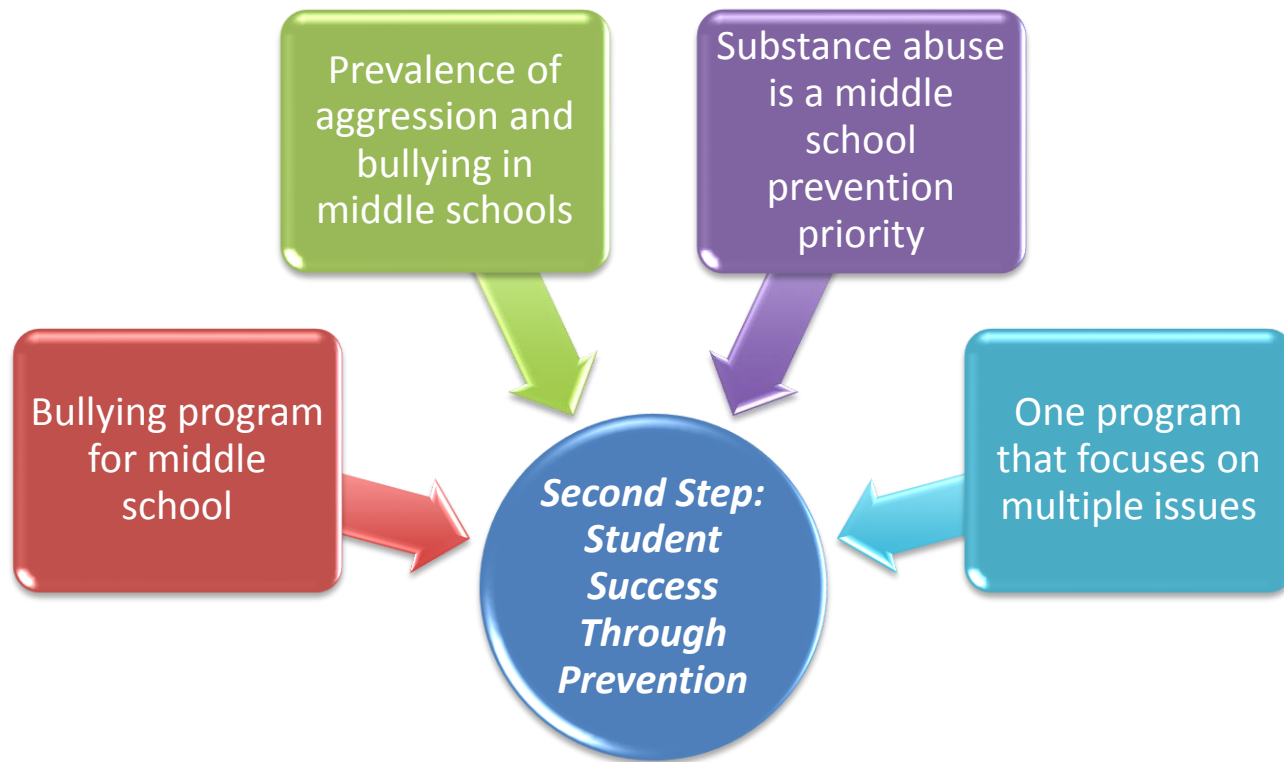 Bullying program
for middle
school
Prevalence of
aggression and
bullying in
middle schools
Substance abuse
is a middle
school
prevention
priority
One program
that focuses on
multiple issues
Second Step:
Student
Success
Through
Prevention